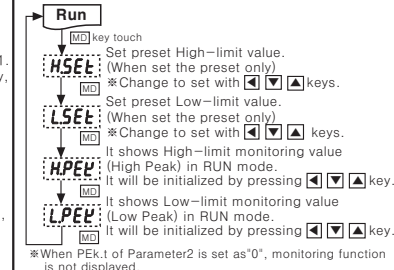 Run
1.
MD key touch
y,
Set preset High-limit value.
H.SEt (When set the preset only)
※Change to set with ◀ ▼ ▲ keys.
MD
Set preset Low-limit value.
L.SEt (When set the preset only)
※Change to set with ◀ ▼ ▲ keys.
MD
It shows High-limit monitoring value
H.PEK (High Peak) in RUN mode.
It will be initialized by pressing ◀ ▼ ▲ key.
MD
It shows Low-limit monitoring value
L.PEK (Low Peak) in RUN mode.
,
It will be initialized by pressing ◀ ▼ ▲ key.
MD
※When PEk.t of Parameter2 is set as"0", monitoring function
is not displayed